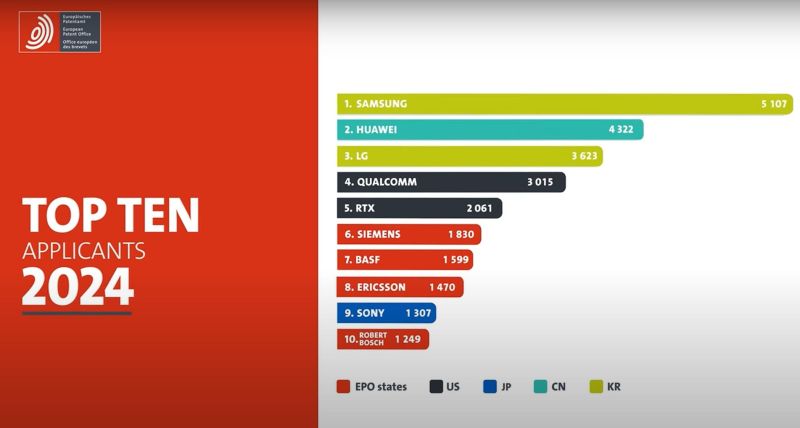 Europäisches
Patentamt
European
Patent Office
Office européen
des brevets
TOP TEN
APPLICANTS
2024
1. SAMSUNG 5 107
2. HUAWEI 4 322
3. LG 3 623
4. QUALCOMM 3 015
5. RTX 2 061
6. SIEMENS 1 830
7. BASF 1 599
8. ERICSSON 1 470
9. SONY 1 307
10. ROBERT BOSCH 1 249
EPO states US JP CN KR